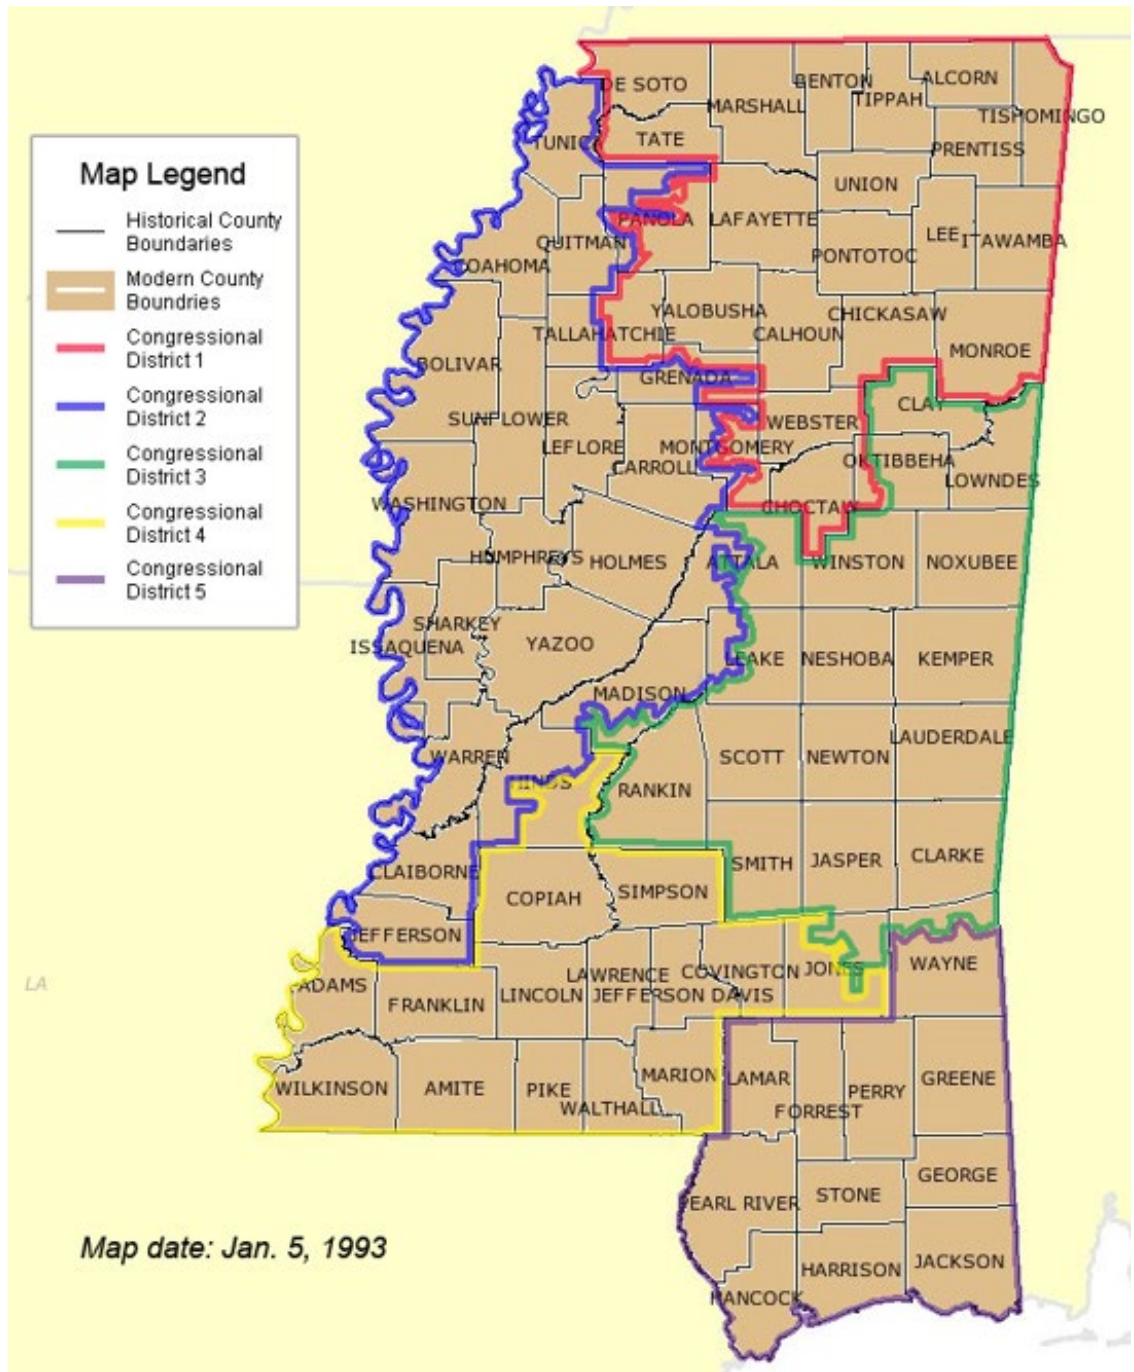 DE SOTO
BENTON
ALCORN
MARSHALL
TIPPAH
TISHOMINGO
TUNICA
TATE
PRENTISS
Map Legend
Historical County
Boundaries
Modern County
Boundries
Congressional
District 1
Congressional
District 2
Congressional
District 3
Congressional
District 4
Congressional
District 5
UNION
PANOLA
LAFAYETTE
LEE
ITAWAMBA
QUITMAN
PONTOTOC
COAHOMA
YALOBUSHA
CHICKASAW
TALLAHATCHIE
CALHOUN
MONROE
BOLIVAR
GRENADA
CLAY
SUNFLOWER
WEBSTER
LEFLORE
MONTGOMERY
OKTIBBEHA
CARROLL
LOWNDES
WASHINGTON
CHOCTAW
HUMPHREYS
HOLMES
ATTALA
WINSTON
NOXUBEE
SHARKEY
ISSAQUENA
YAZOO
LEAKE
NESHOBA
KEMPER
MADISON
LAUDERDALE
WARREN
SCOTT
NEWTON
HINDS
RANKIN
CLAIBORNE
SMITH
JASPER
CLARKE
COPIAH
SIMPSON
JEFFERSON
LAWRENCE
COVINGTON
JONES
WAYNE
LA
ADAMS
FRANKLIN
LINCOLN
JEFFERSON DAVIS
WILKINSON
AMITE
PIKE
MARION
LAMAR
PERRY
GREENE
WALTHALL
FORREST
PEARL RIVER
STONE
GEORGE
Map date: Jan. 5, 1993
HARRISON
JACKSON
HANCOCK